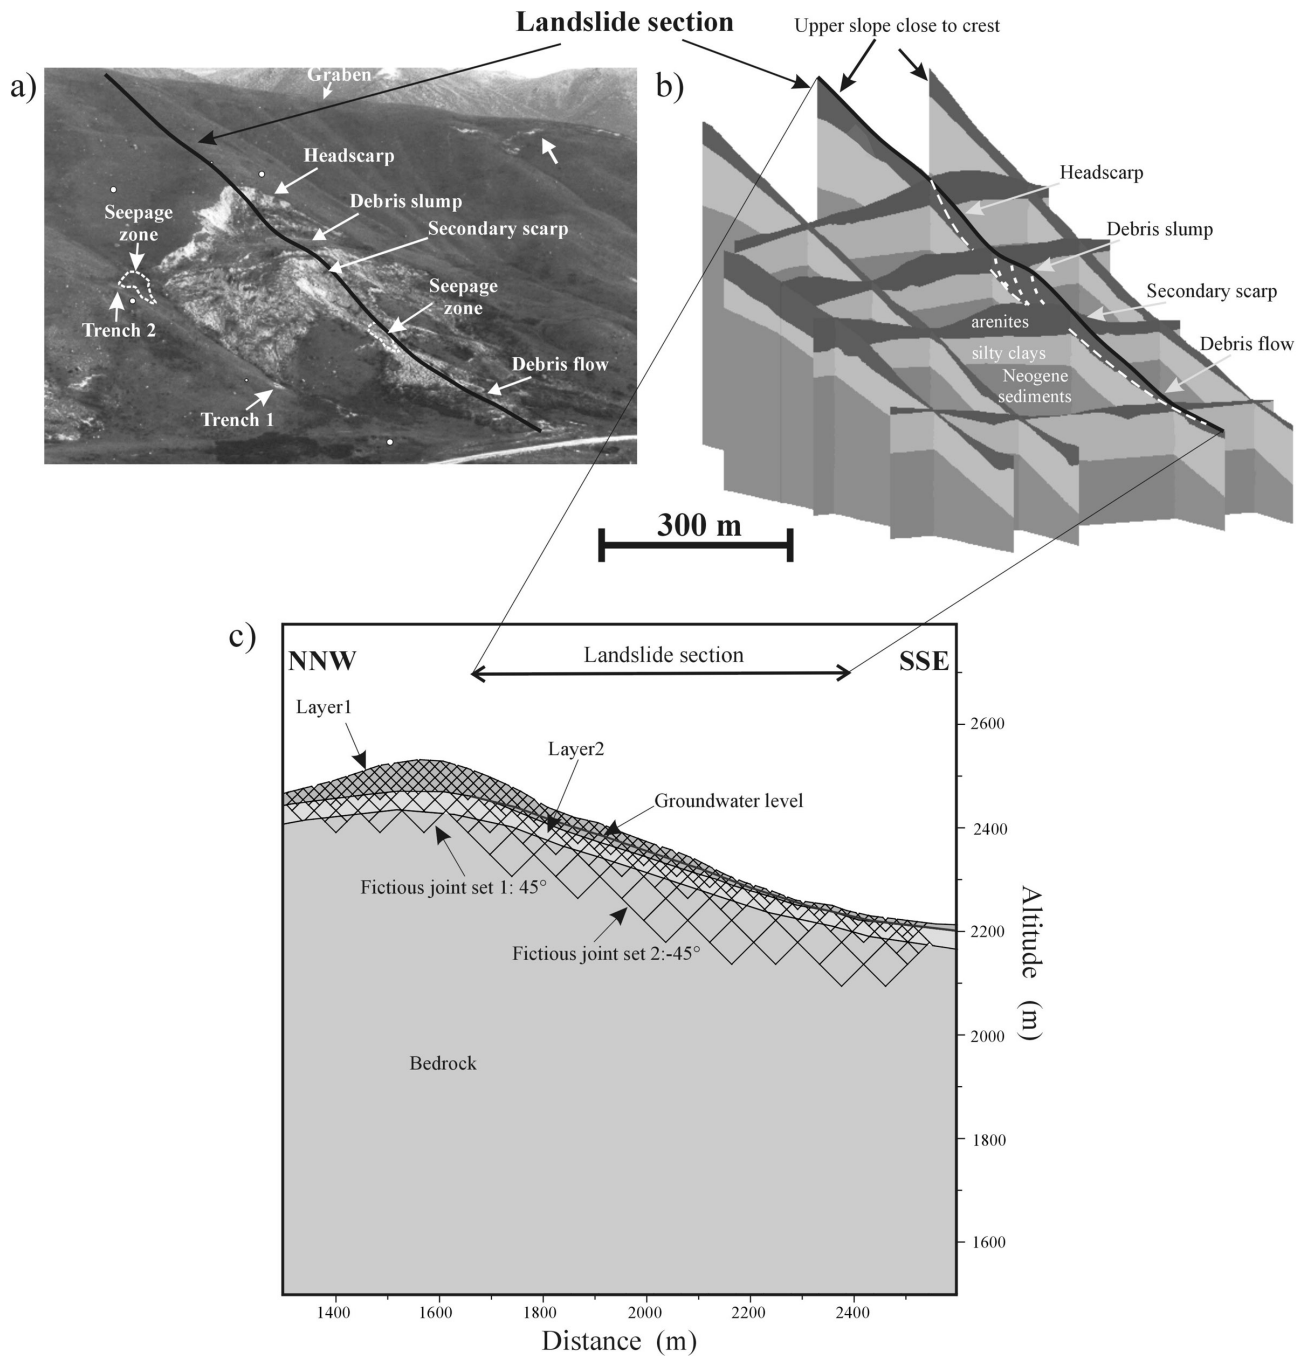 Landslide section
Upper slope close to crest
a)
Graben
Headscarp
Debris slump
Seepage
zone
Secondary scarp
Seepage
zone
Trench 2
Debris flow
Trench 1
b)
Headscarp
Debris slump
Secondary scarp
arenites
Debris flow
silty clays
Neogene
sediments
300 m
c)
NNW
Landslide section
SSE
Layer1
Layer2
Groundwater level
Fictious joint set 1: 45°
Fictious joint set 2:-45°
Bedrock
2600
2400
2200
2000
1800
1600
Altitude (m)
1400 1600 1800 2000 2200 2400
Distance (m)